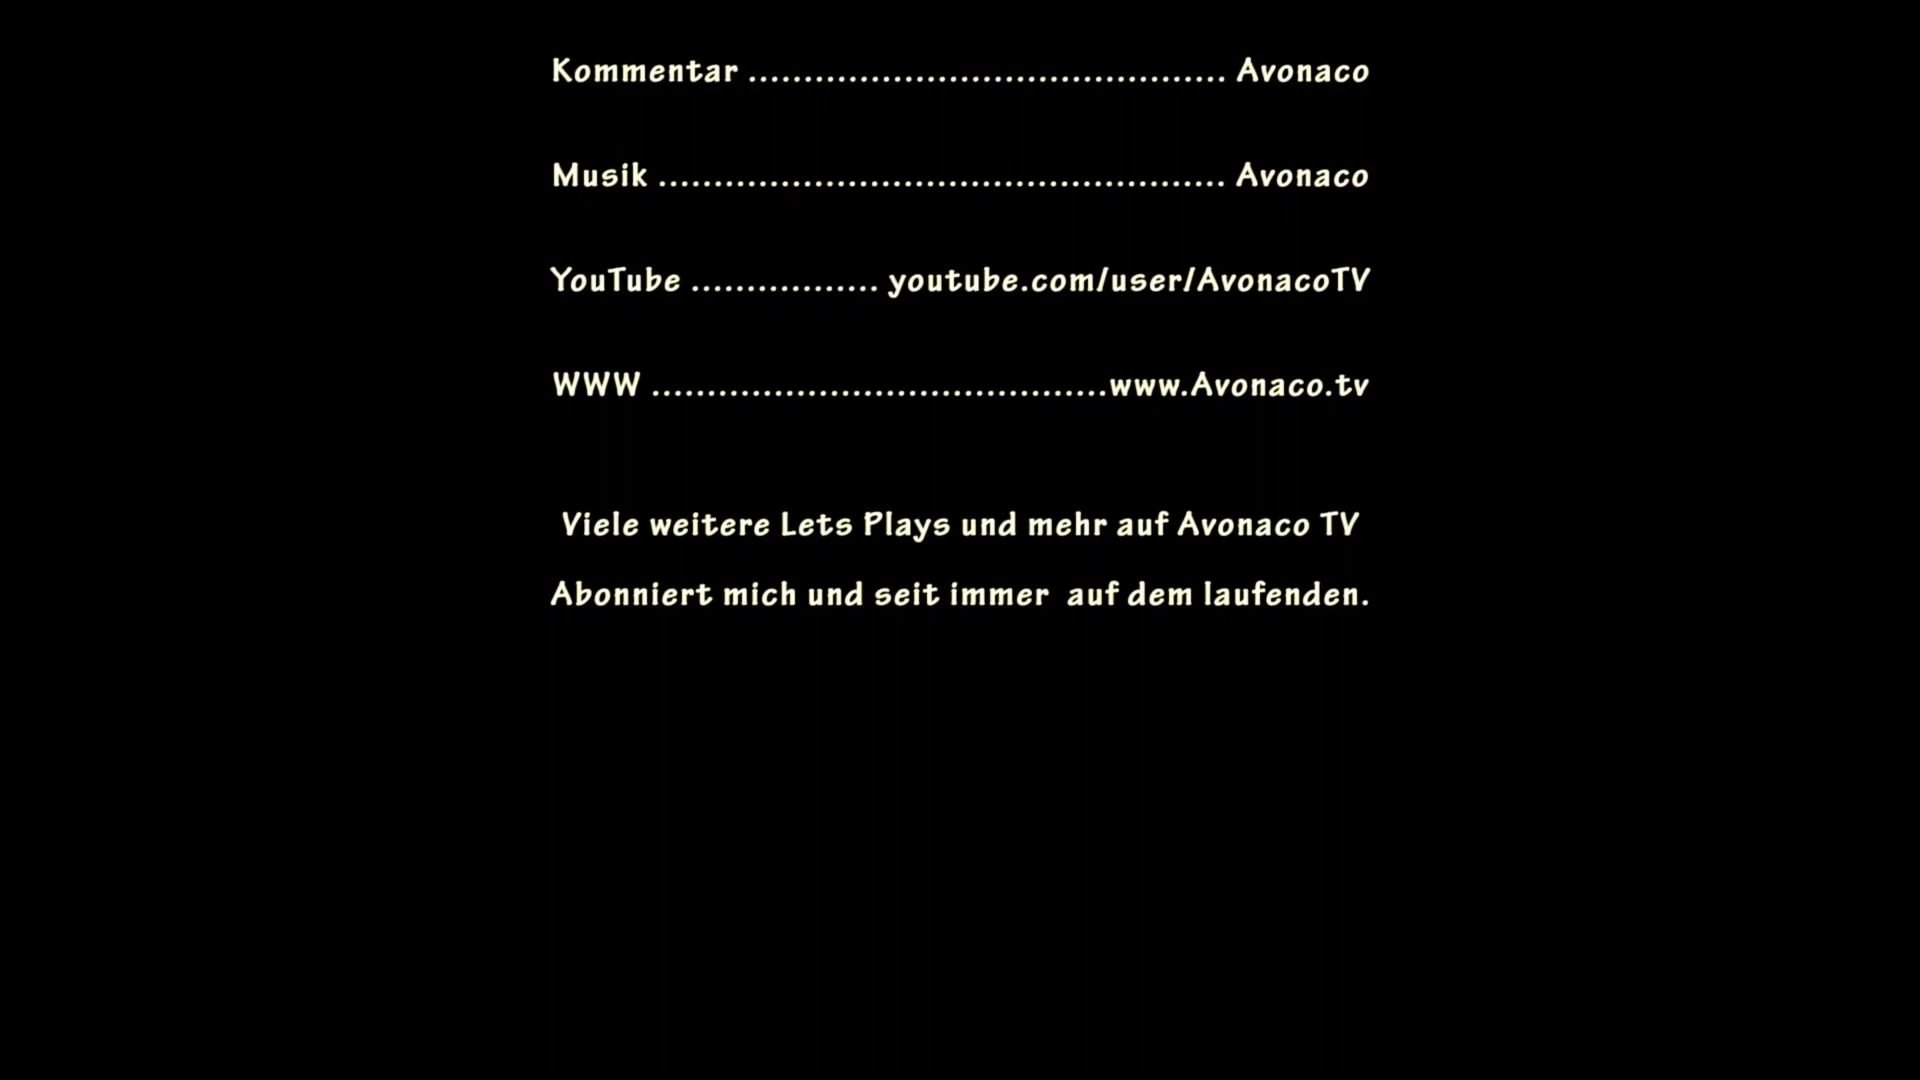 Kommentar ........................................... Avonaco
Musik ................................................... Avonaco
YouTube ................. youtube.com/user/AvonacoTV
WWW .........................................www.Avonaco.tv
Viele weitere Lets Plays und mehr auf Avonaco TV
Abonniert mich und seit immer  auf dem laufenden.